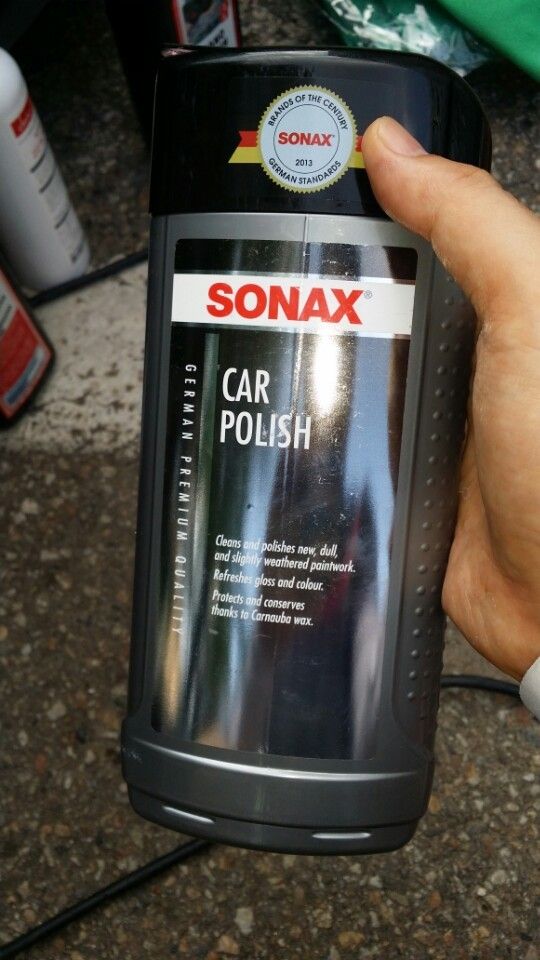 BRANDS OF THE CENTURY
SONAX
2013
GERMAN STANDARDS
SONAX®
CAR
POLISH
GERMAN PREMIUM QUALITY
Cleans and polishes new, dull,
and slightly weathered paintwork.
Refreshes gloss and colour.
Protects and conserves
thanks to Carnauba wax.